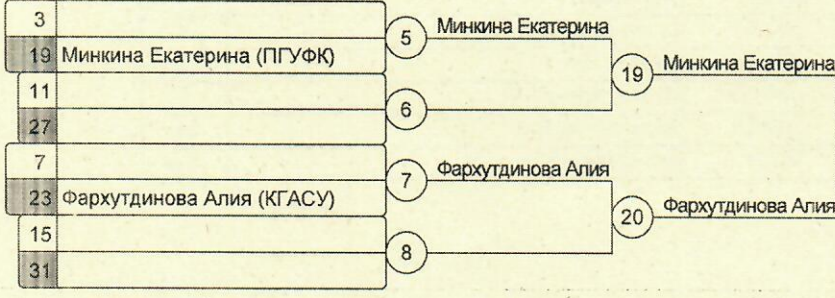 3
5 Минкина Екатерина
19 Минкина Екатерина (ПГУФК)
19 Минкина Екатерина
11
6
27
7
7 Фархутдинова Алия
23 Фархутдинова Алия (КГАСУ)
20 Фархутдинова Алия
15
8
31